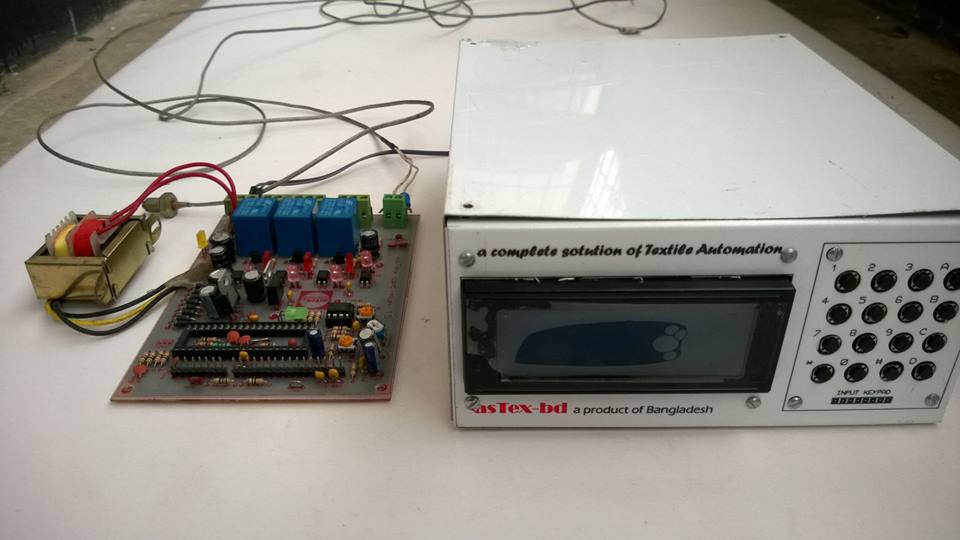 a complete sotution of Textile Automation
1 2 3 A
4 5 6 B
7 8 9 C
* 0 # D
INPUT KEYPAD
asTex-bd a product of Bangladesh